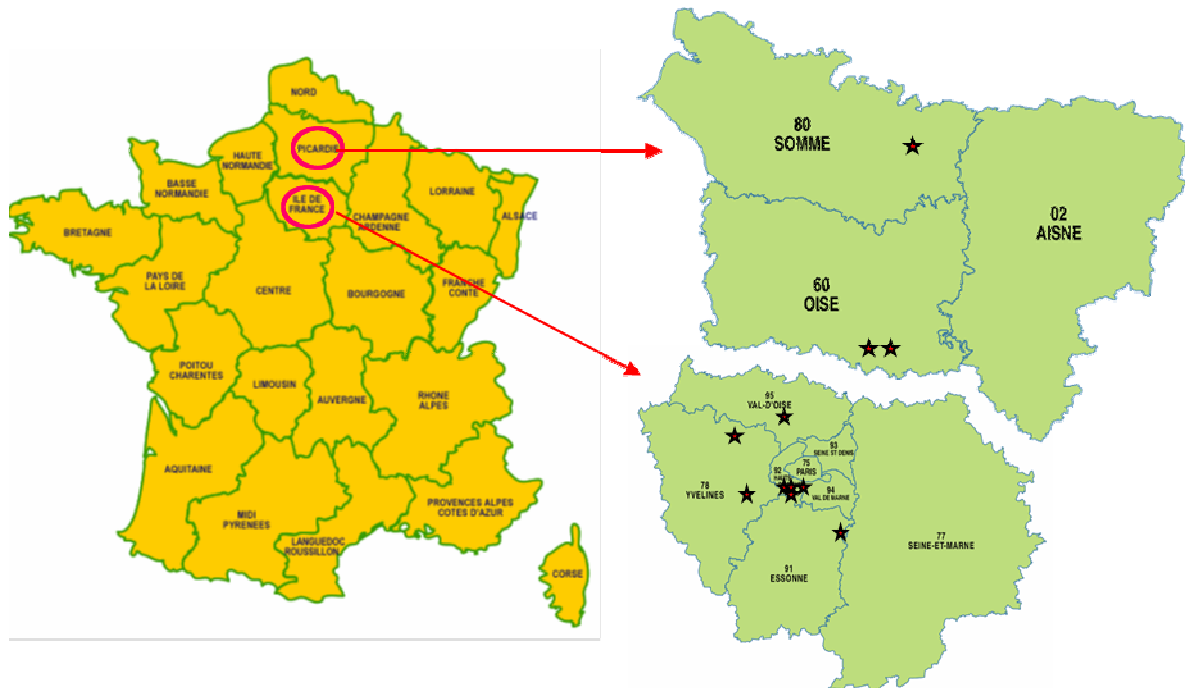 NORD
PICARDIE
HAUTE
NORMANDIE
BASSE
NORMANDIE
ILE DE
FRANCE
CHAMPAGNE
ARDENNE
LORRAINE
ALSACE
BRETAGNE
PAYS DE
LA LOIRE
CENTRE
BOURGOGNE
FRANCHE
CONTE
POITOU
CHARENTES
LIMOUSIN
AUVERGNE
RHONE
ALPES
AQUITAINE
MIDI
PYRENEES
LANGUEDOC
ROUSSILLON
PROVENCES ALPES
COTES D'AZUR
CORSE
80
SOMME
02
AISNE
60
OISE
95
VAL-D'OISE
93
SEINE ST DENIS
92
75
PARIS
78
YVELINES
94
VAL DE MARNE
77
SEINE-ET-MARNE
91
ESSONNE